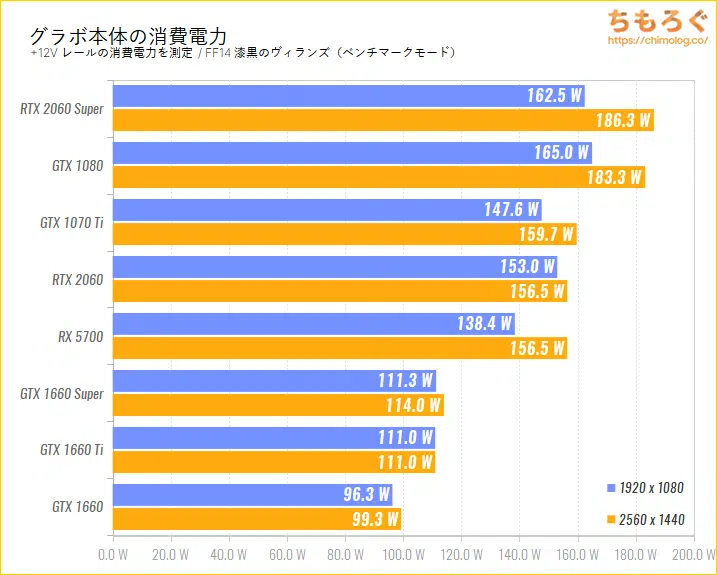 グラボ本体の消費電力
+12V レールの消費電力を測定 / FF14 漆黒のヴィランズ（ベンチマークモード）
ちもろぐ
https://chimolog.co/
RTX 2060 Super
162.5 W
186.3 W
GTX 1080
165.0 W
183.3 W
GTX 1070 Ti
147.6 W
159.7 W
RTX 2060
153.0 W
156.5 W
RX 5700
138.4 W
156.5 W
GTX 1660 Super
111.3 W
114.0 W
GTX 1660 Ti
111.0 W
111.0 W
GTX 1660
96.3 W
99.3 W
1920 x 1080
2560 x 1440
0.0 W 20.0 W 40.0 W 60.0 W 80.0 W 100.0 W 120.0 W 140.0 W 160.0 W 180.0 W 200.0 W